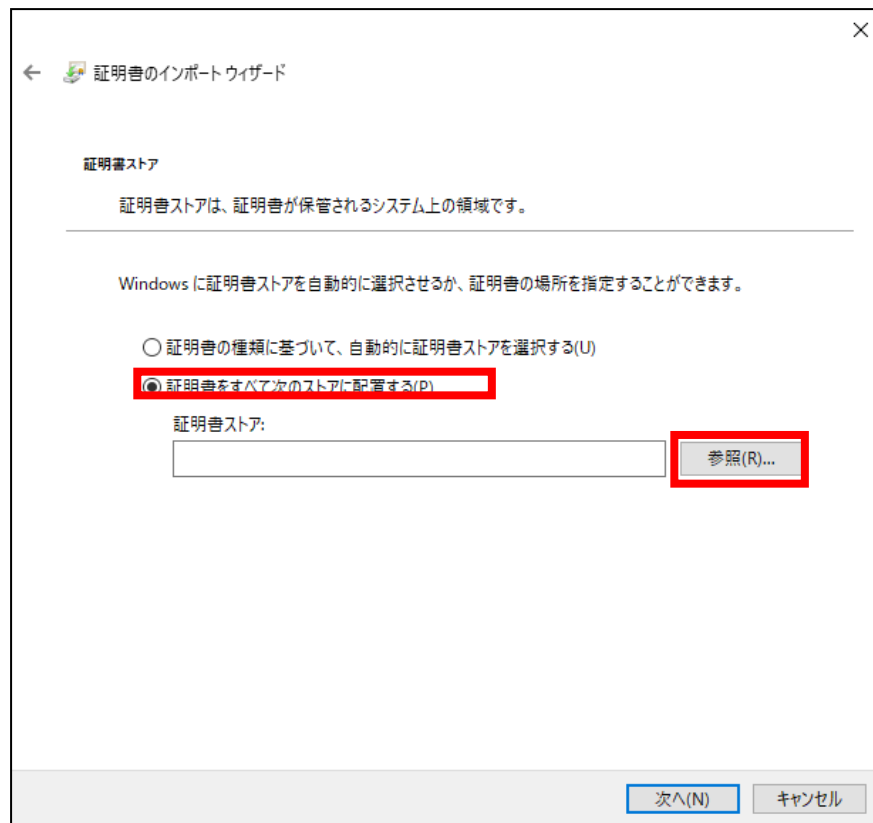 証明書のインポート ウィザード
証明書ストア
証明書ストアは、証明書が保管されるシステム上の領域です。
Windows に証明書ストアを自動的に選択させるか、証明書の場所を指定することができます。
証明書の種類に基づいて、自動的に証明書ストアを選択する(U)
証明書をすべて次のストアに配置する(P)
証明書ストア:
参照(R)...
次へ(N)
キャンセル